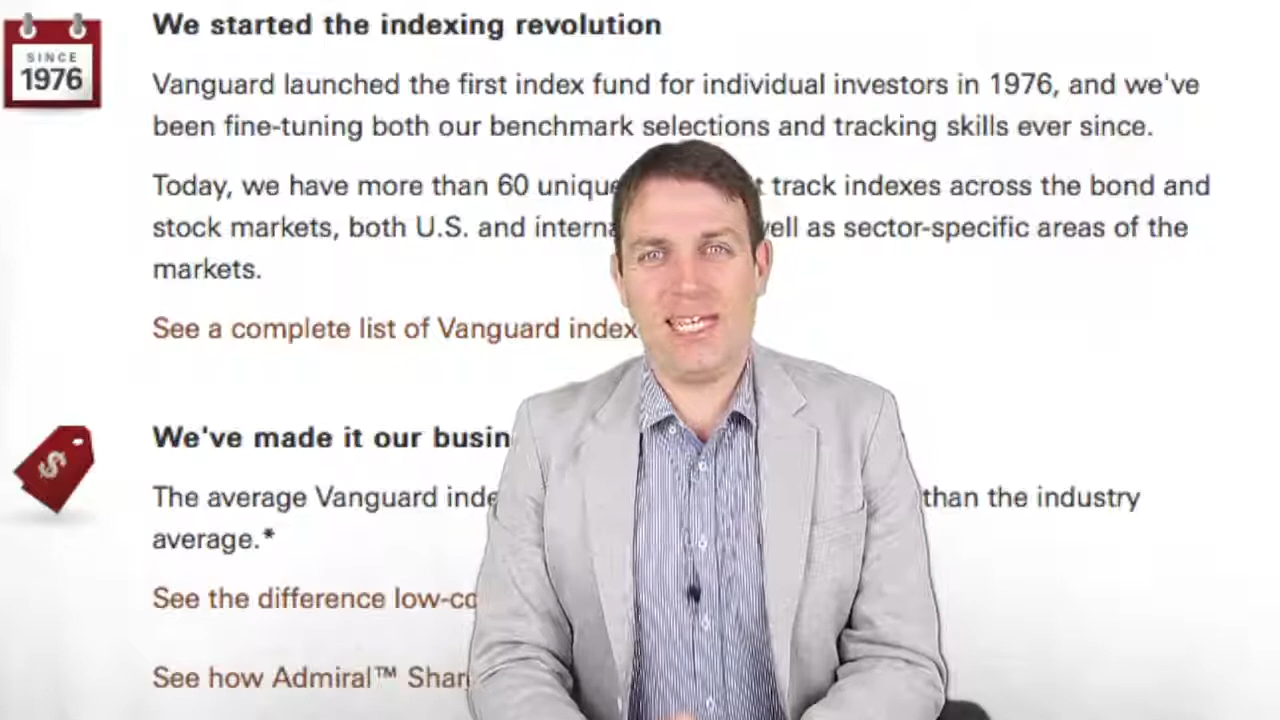 We started the indexing revolution
SINCE
1976
Vanguard launched the first index fund for individual investors in 1976, and we've
been fine-tuning both our benchmark selections and tracking skills ever since.
Today, we have more than 60 unique t track indexes across the bond and
stock markets, both U.S. and interna ell as sector-specific areas of the
markets.
See a complete list of Vanguard index
We've made it our busin
$
The average Vanguard inde than the industry
average.*
See the difference low-co
See how Admiral™ Shar